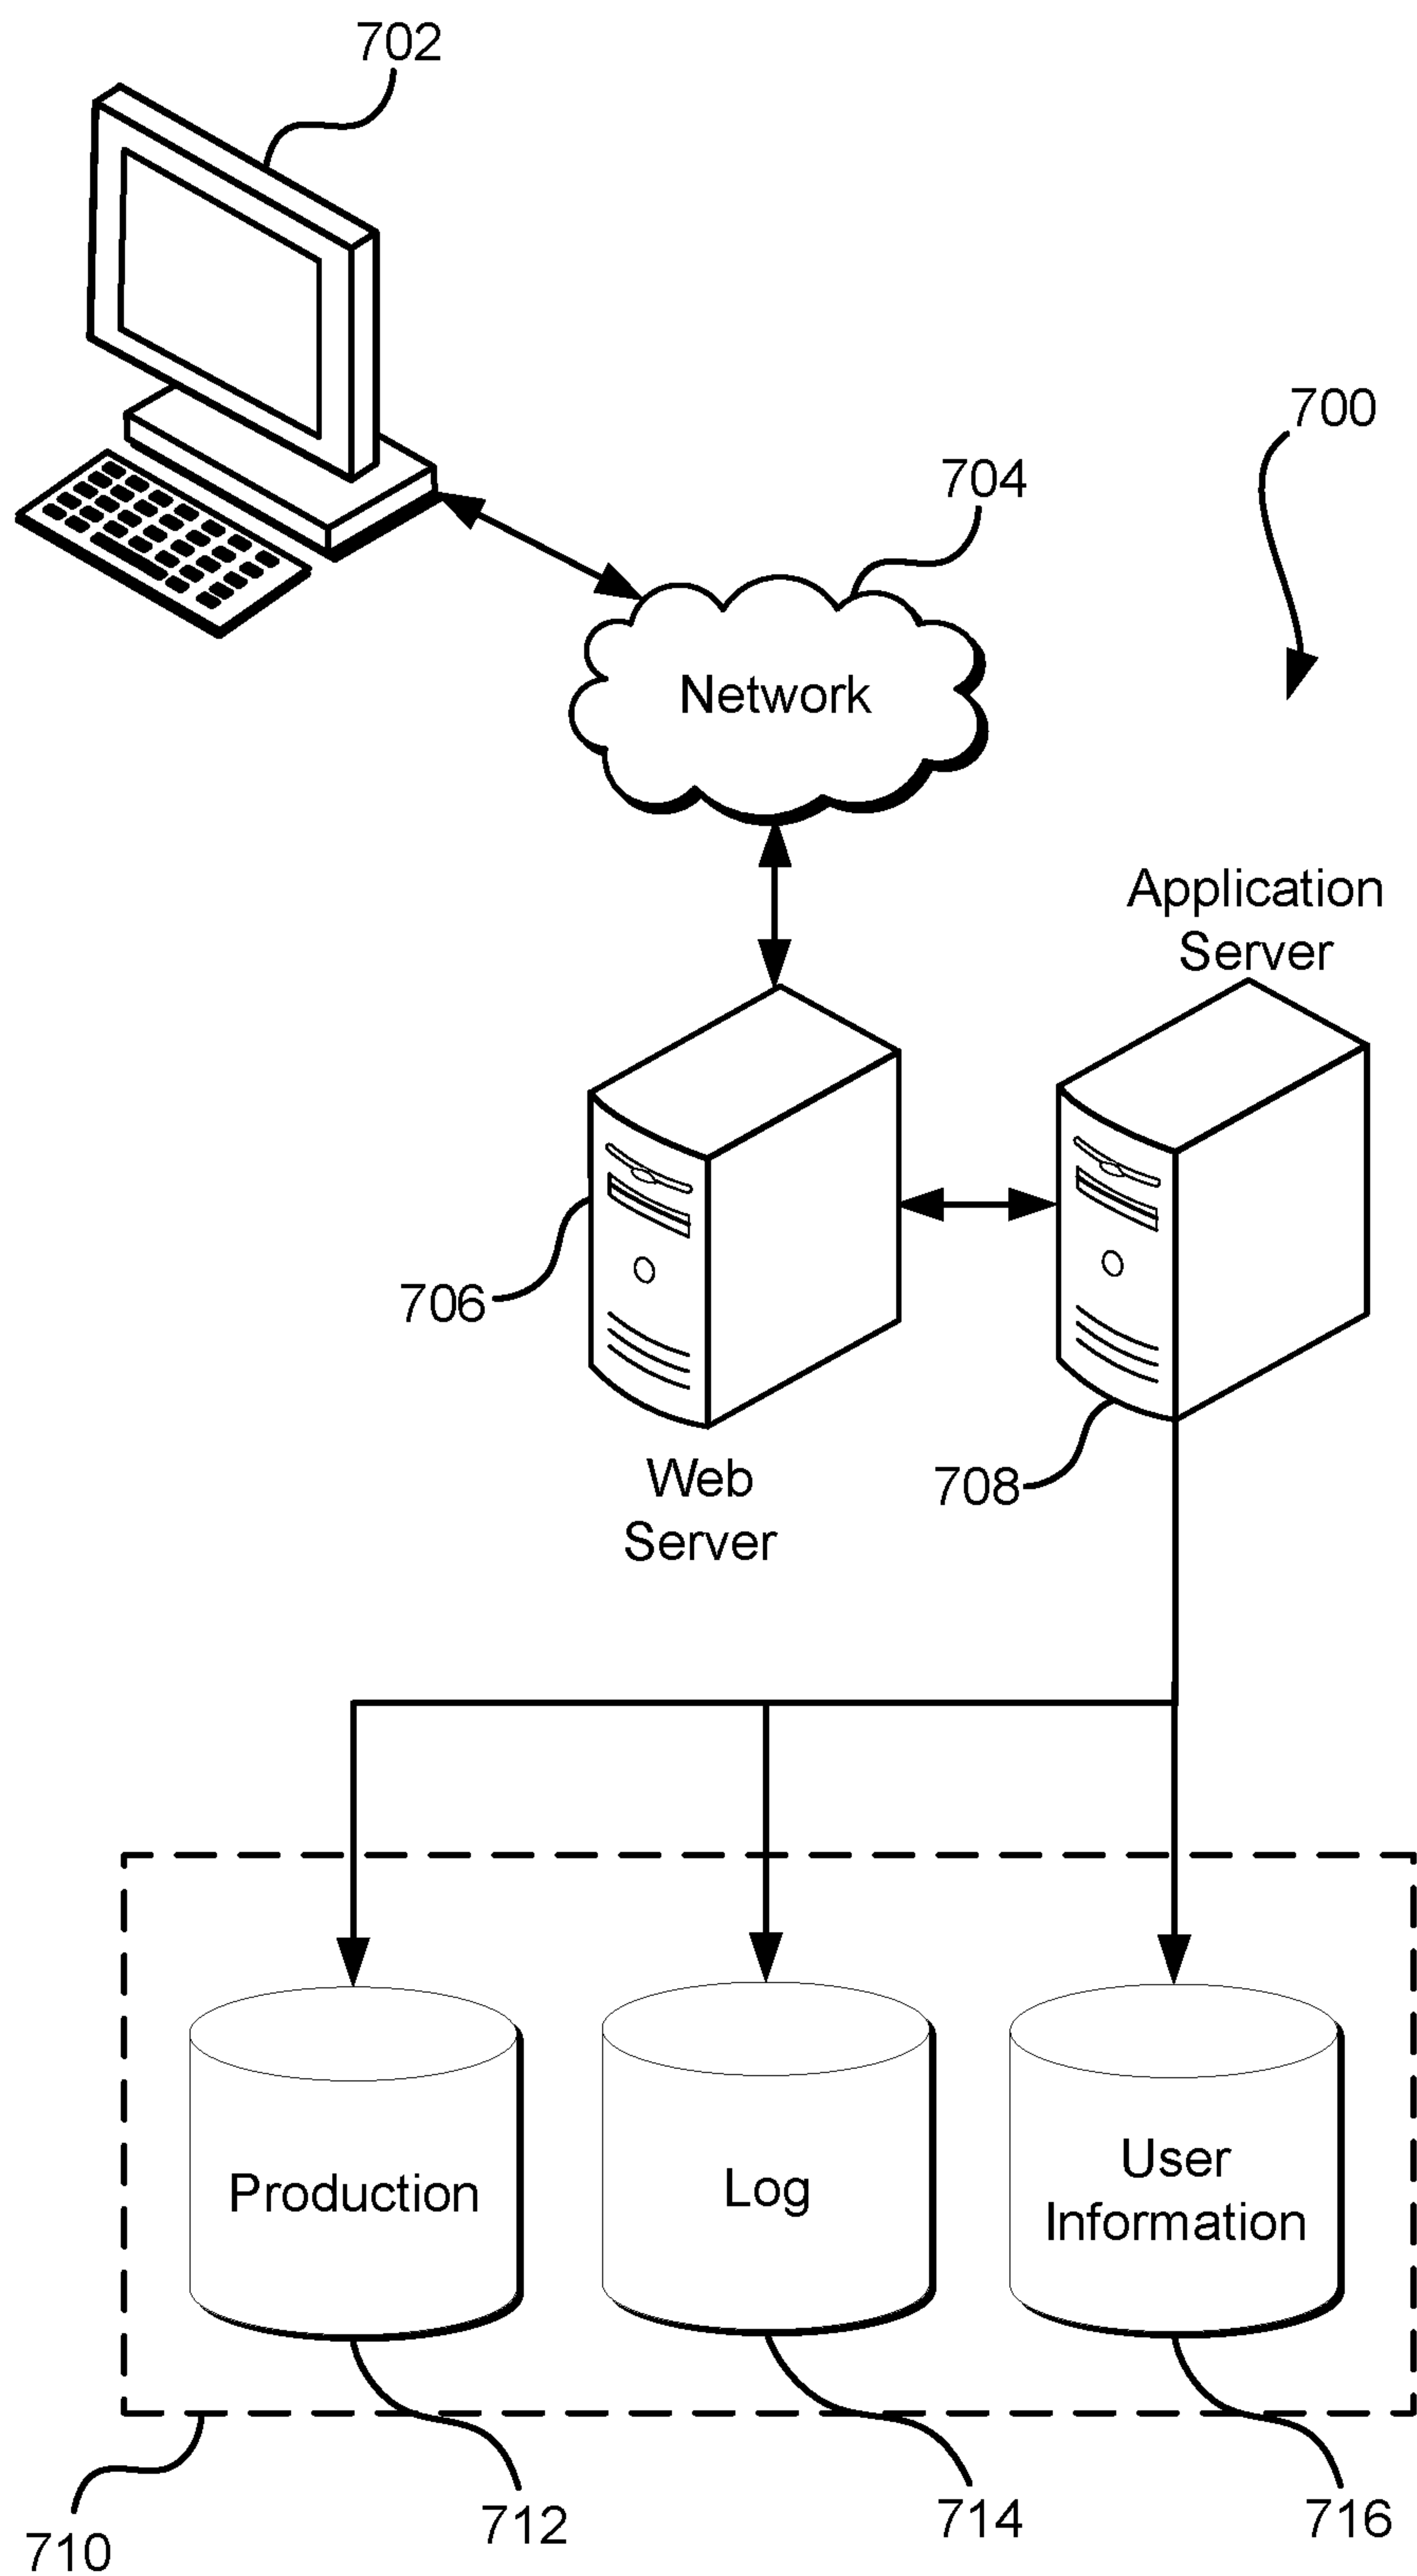 702
700
704
Network
Application
Server
706
Web
Server
708
Production
Log
User
Information
710
712
714
716